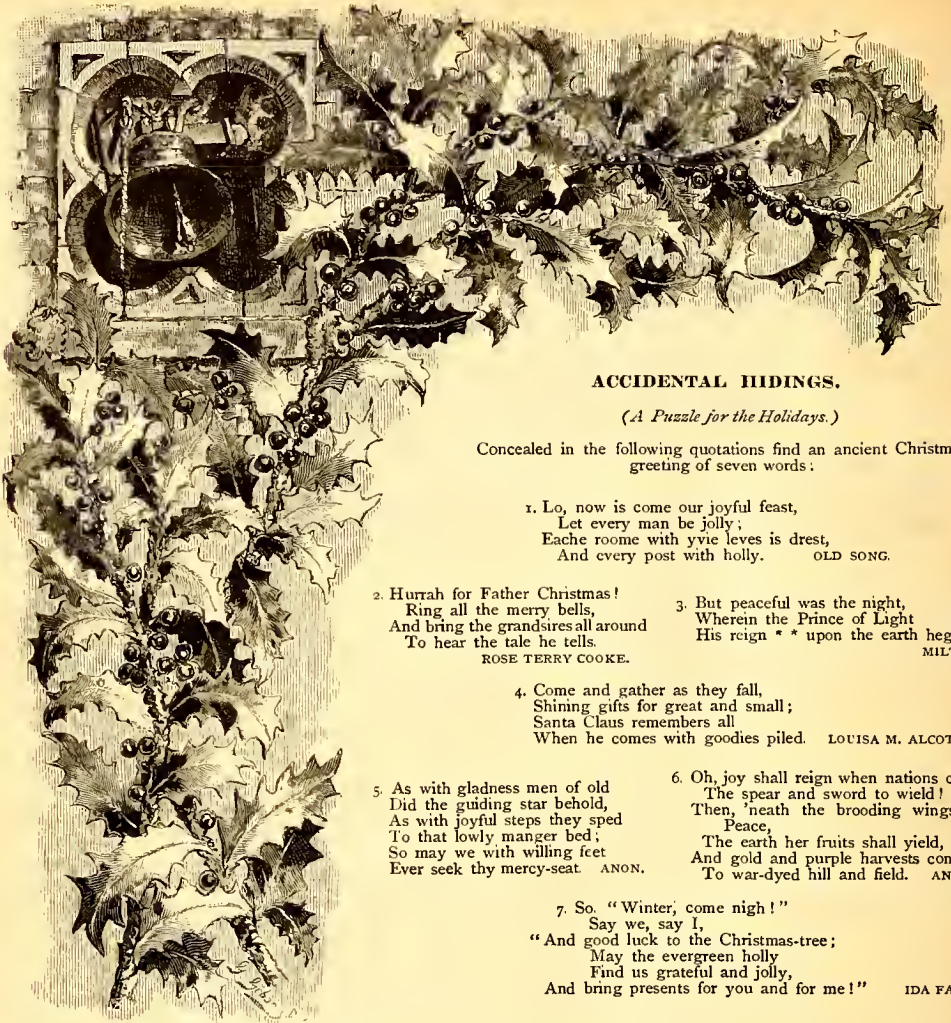 ACCIDENTAL HIDINGS.
(A Puzzle for the Holidays.)
Concealed in the following quotations find an ancient Christm
greeting of seven words:
1. Lo, now is come our joyful feast,
Let every man be jolly;
Eache roome with yvie leves is drest,
And every post with holly. OLD SONG.
2. Hurrah for Father Christmas!
Ring all the merry bells,
And bring the grandsires all around
To hear the tale he tells.
ROSE TERRY COOKE.
3. But peaceful was the night,
Wherein the Prince of Light
His reign * * upon the earth beg
MILT
4. Come and gather as they fall,
Shining gifts for great and small;
Santa Claus remembers all
When he comes with goodies piled. LOUISA M. ALCOT
5. As with gladness men of old
Did the guiding star behold,
As with joyful steps they sped
To that lowly manger bed;
So may we with willing feet
Ever seek thy mercy-seat. ANON.
6. Oh, joy shall reign when nations c
The spear and sword to wield!
Then, 'neath the brooding wings
Peace,
The earth her fruits shall yield,
And gold and purple harvests com
To war-dyed hill and field. AN
7. So. "Winter, come nigh!"
Say we, say I,
"And good luck to the Christmas-tree;
May the evergreen holly
Find us grateful and jolly,
And bring presents for you and for me!" IDA FA